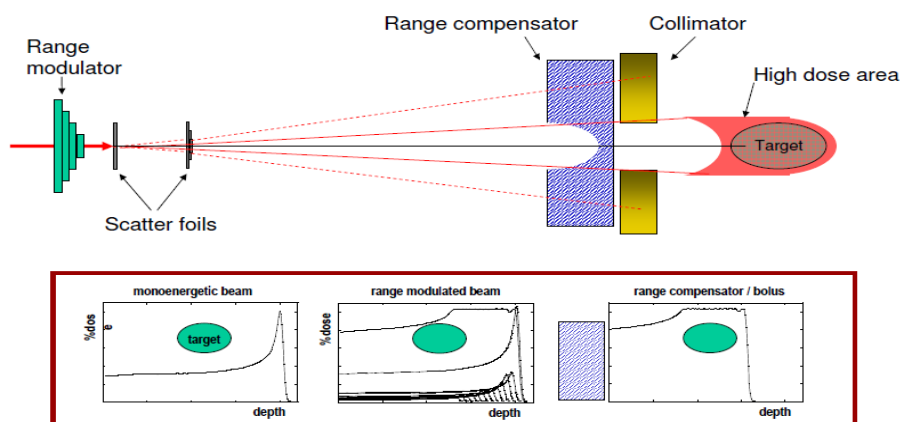 Range compensator
Collimator
Range
modulator
High dose area
Target
Scatter foils
monoenergetic beam
range modulated beam
range compensator / bolus
%dos
e
target
depth
%dose
depth
depth